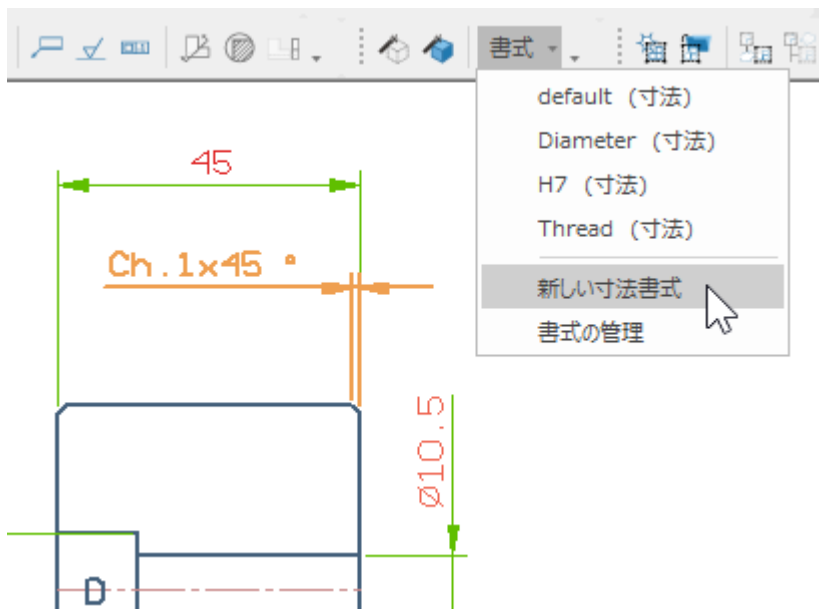 書式
default (寸法)
Diameter (寸法)
H7 (寸法)
Thread (寸法)
新しい寸法書式
書式の管理
45
Ch.1x45 °
Ø10.5
D